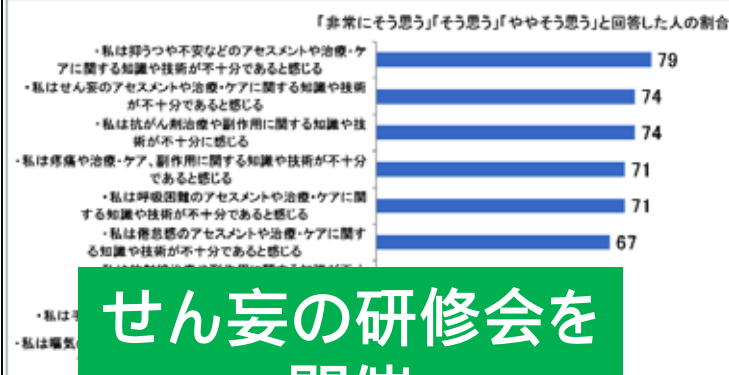 「非常にそう思う」「そう思う」「ややそう思う」と回答した人の割合
・私は抑うつや不安などのアセスメントや治療・ケ
アに関する知識や技術が不十分であると感じる
79
・私はせん妄のアセスメントや治療・ケアに関する知識や技術
が不十分であると感じる
74
・私は抗がん剤治療や副作用に関する知識や技
術が不十分に感じる
74
・私は疼痛や治療・ケア、副作用に関する知識や技術が不十分
であると感じる
71
・私は呼吸困難のアセスメントや治療・ケアに関
する知識や技術が不十分であると感じる
71
・私は倦怠感のアセスメントや治療・ケアに関す
る知識や技術が不十分であると感じる
67
・私は
・私は嘔気
せん妄の研修会を
開催